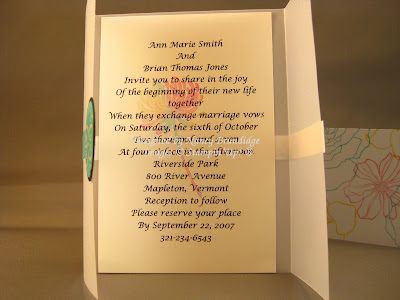 Ann Marie Smith
And
Brian Thomas Jones
Invite you to share in the joy
Of the beginning of their new life
together
When they exchange marriage vows
On Saturday, the sixth of October
Two thousand and seven
At four o'clock in the afternoon
Riverside Park
800 River Avenue
Mapleton, Vermont
Reception to follow
Please reserve your place
By September 22, 2007
321-234-6543